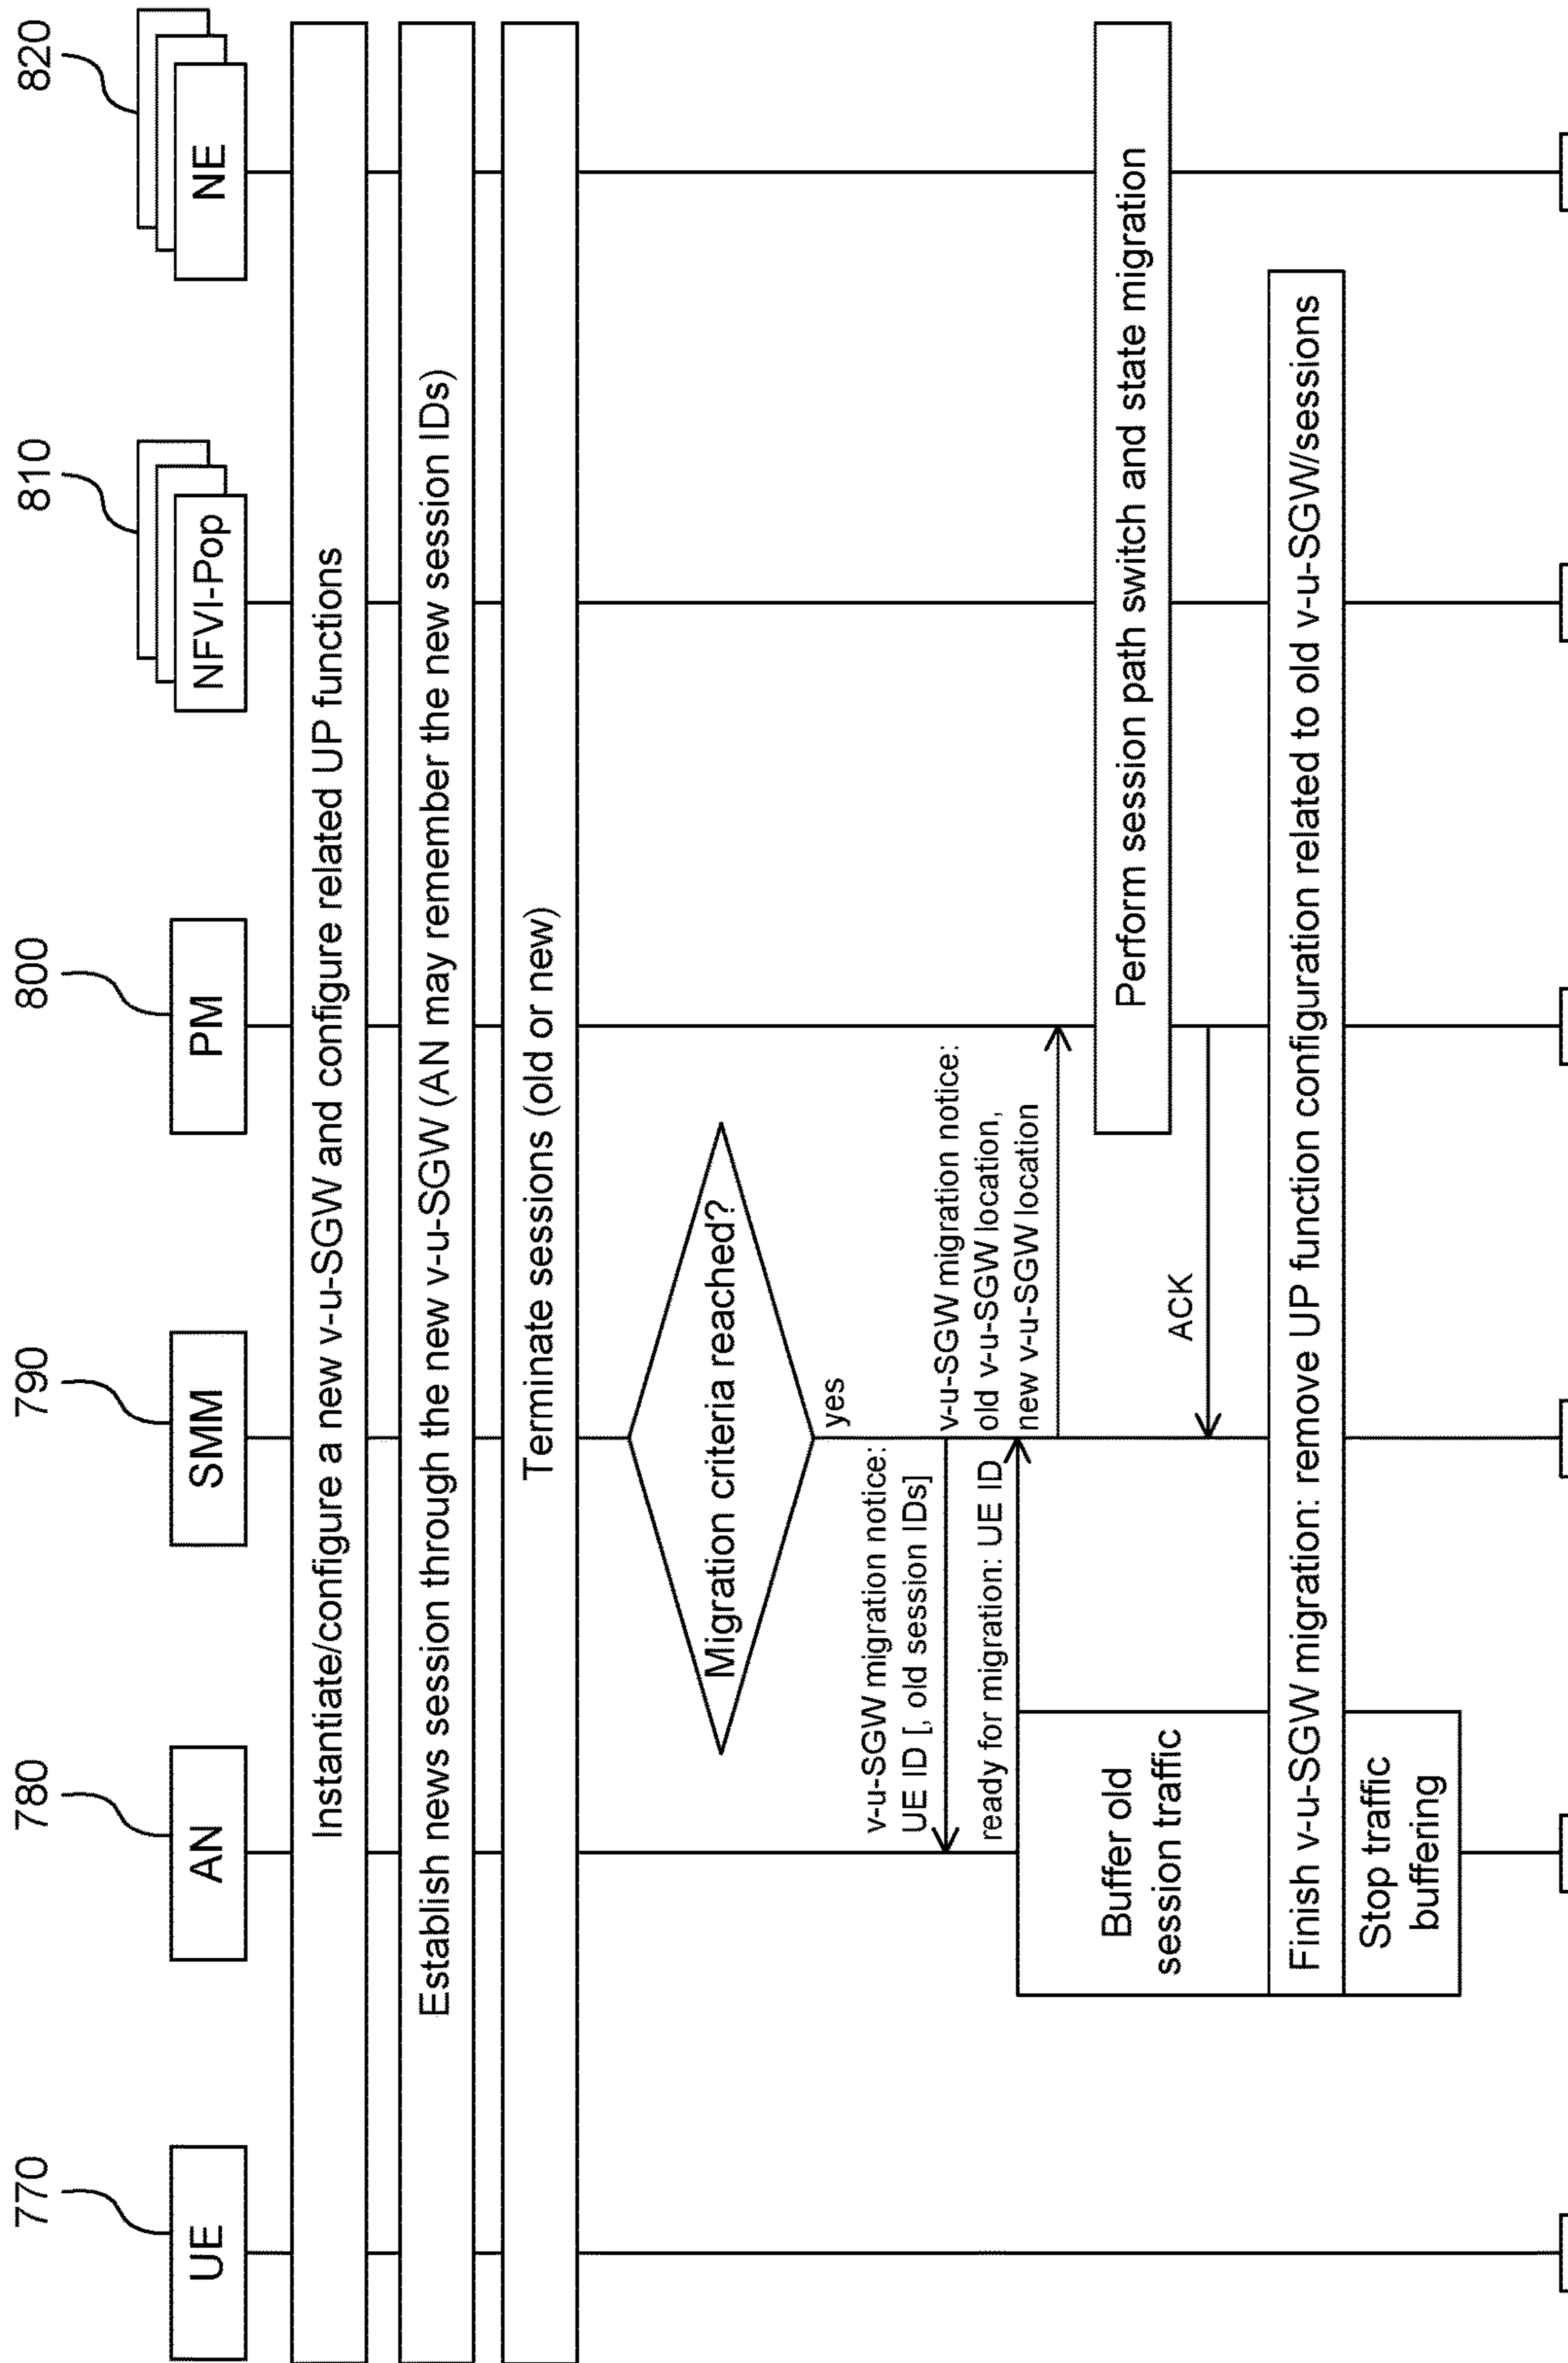 770
780
790
800
810
820
UE
AN
SMM
PM
NFVI-Pop
NE
Instantiate/configure a new v-u-SGW and configure related UP functions
Establish news session through the new v-u-SGW (AN may remember the new session IDs)
Terminate sessions (old or new)
Migration criteria reached?
yes
v-u-SGW migration notice:
UE ID [, old session IDs]
ready for migration: UE ID
v-u-SGW migration notice:
old v-u-SGW location,
new v-u-SGW location
Buffer old
session traffic
Perform session path switch and state migration
ACK
Finish v-u-SGW migration: remove UP function configuration related to old v-u-SGW/sessions
Stop traffic
buffering